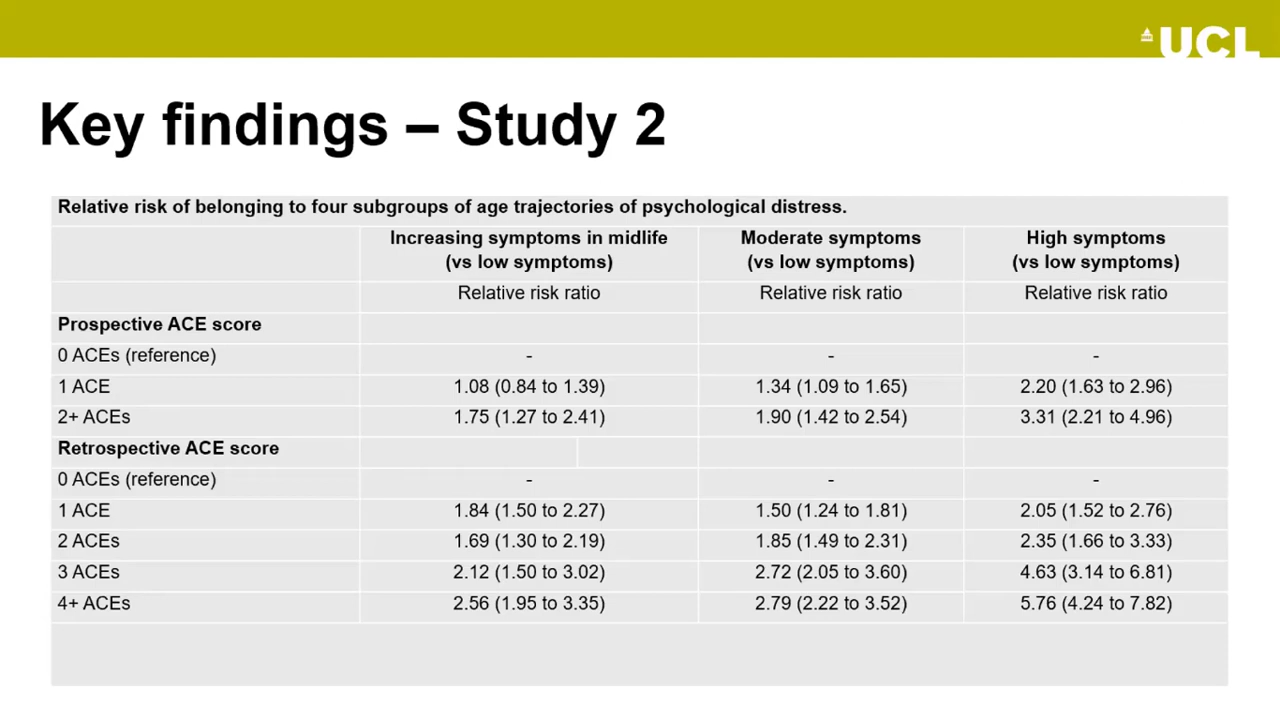 UCL
Key findings – Study 2
Relative risk of belonging to four subgroups of age trajectories of psychological distress.
Increasing symptoms in midlife (vs low symptoms) Moderate symptoms (vs low symptoms) High symptoms (vs low symptoms)
Relative risk ratio Relative risk ratio Relative risk ratio
Prospective ACE score
0 ACEs (reference) - - -
1 ACE 1.08 (0.84 to 1.39) 1.34 (1.09 to 1.65) 2.20 (1.63 to 2.96)
2+ ACEs 1.75 (1.27 to 2.41) 1.90 (1.42 to 2.54) 3.31 (2.21 to 4.96)
Retrospective ACE score
0 ACEs (reference) - - -
1 ACE 1.84 (1.50 to 2.27) 1.50 (1.24 to 1.81) 2.05 (1.52 to 2.76)
2 ACEs 1.69 (1.30 to 2.19) 1.85 (1.49 to 2.31) 2.35 (1.66 to 3.33)
3 ACEs 2.12 (1.50 to 3.02) 2.72 (2.05 to 3.60) 4.63 (3.14 to 6.81)
4+ ACEs 2.56 (1.95 to 3.35) 2.79 (2.22 to 3.52) 5.76 (4.24 to 7.82)